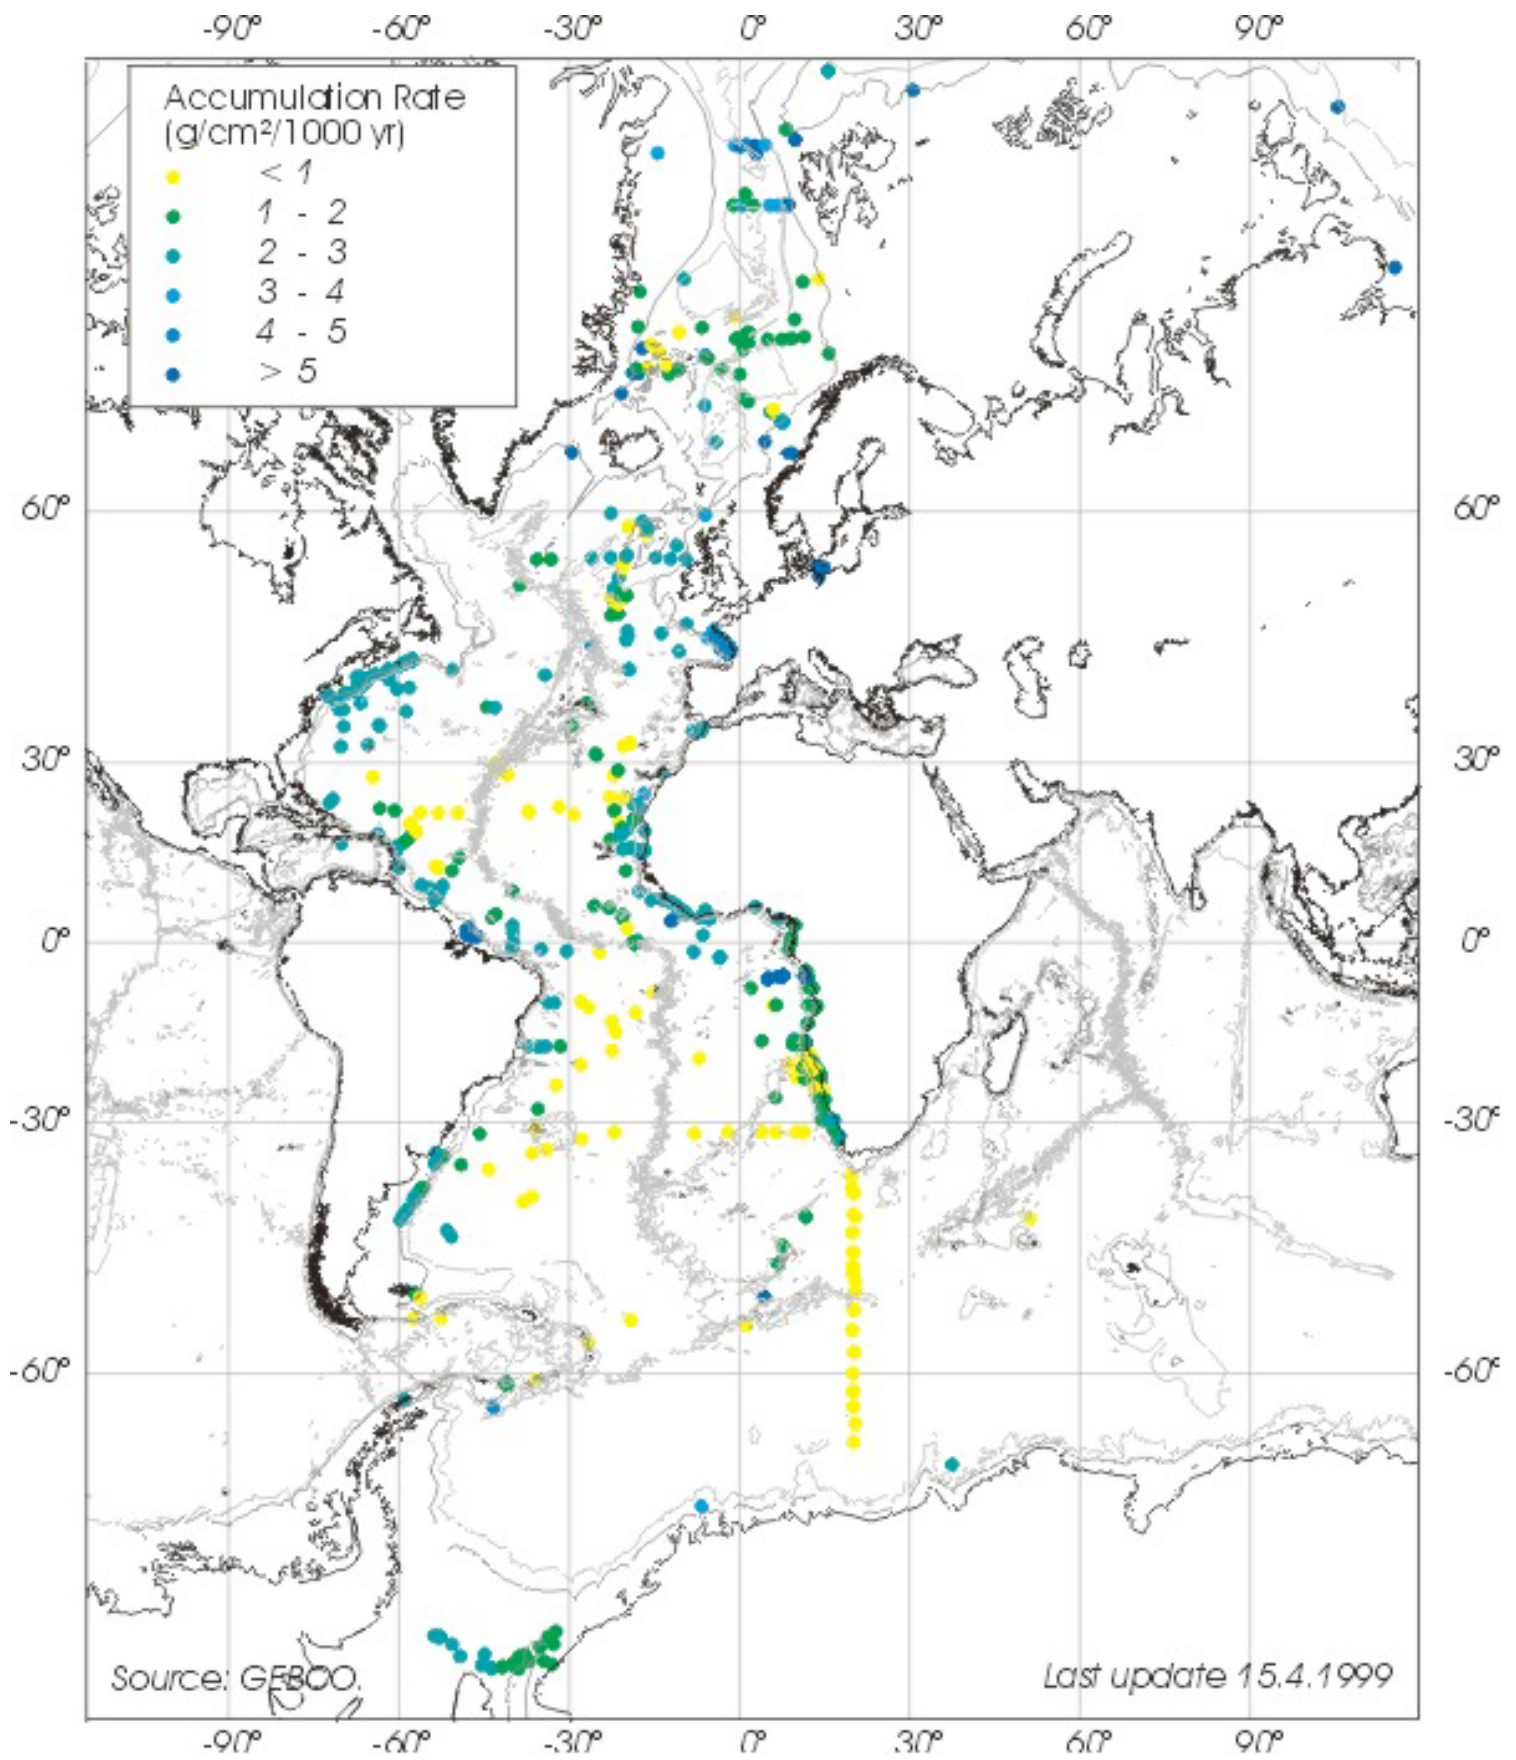 -90° -60° -30° 0° 30° 60° 90°
Accumulation Rate
(g/cm²/1000 yr)
< 1
1 - 2
2 - 3
3 - 4
4 - 5
> 5
60° 60°
30° 30°
0° 0°
-30° -30°
-60° -60°
Source: GEBCO.
Last update 15.4.1999
-90° -60° -30° 0° 30° 60° 90°